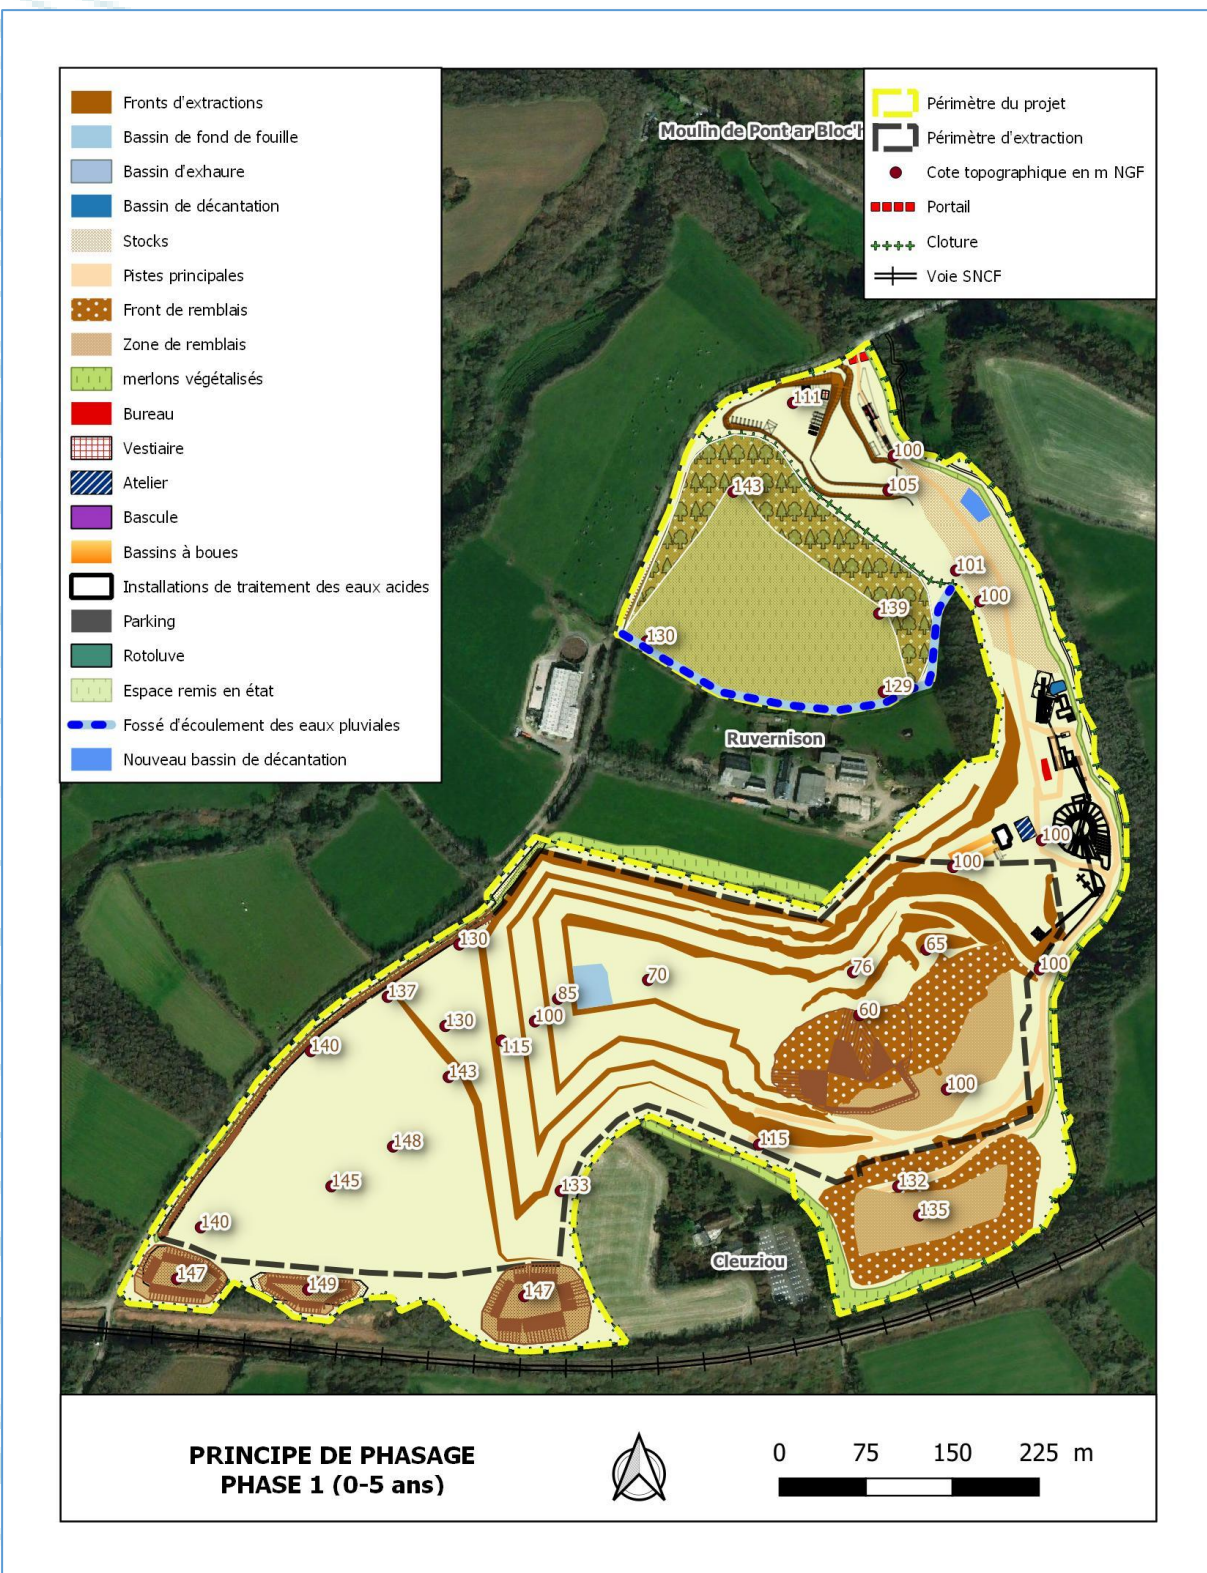 Fronts d'extractions
Bassin de fond de fouille
Bassin d'exhaure
Bassin de décantation
Stocks
Pistes principales
Front de remblais
Zone de remblais
merlons végétalisés
Bureau
Vestiaire
Atelier
Bascule
Bassins à boues
Installations de traitement des eaux acides
Parking
Rotoluve
Espace remis en état
Fossé d'écoulement des eaux pluviales
Nouveau bassin de décantation
Périmètre du projet
Périmètre d'extraction
Cote topographique en m NGF
Portail
Cloture
Voie SNCF
Moulin de Pont ar Bloc'h
111
100
143
105
101
100
139
130
129
Ruvernison
100
100
130
65
76
70
100
137
85
60
130
100
140
115
143
100
148
115
145
133
132
135
140
Cleuziou
147
149
147
PRINCIPE DE PHASAGE
PHASE 1 (0-5 ans)
0 75 150 225 m